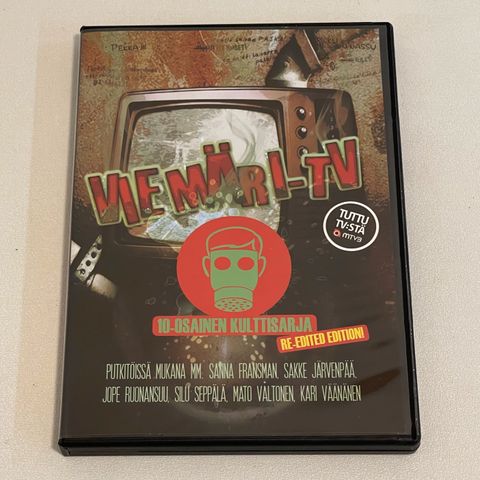 PEKKA
VIEMÄRI-TV
TUTTU
TV:STÄ
MTV3
10-OSAINEN KULTTISARJA
RE-EDITED EDITION!
PUTKITÖISSÄ MUKANA MM. SANNA FRANSMAN, SAKKE JÄRVENPÄÄ,
JOPE RUONANSUU, SILU SEPPÄLÄ, MATO VALTONEN, KARI VÄÄNÄNEN